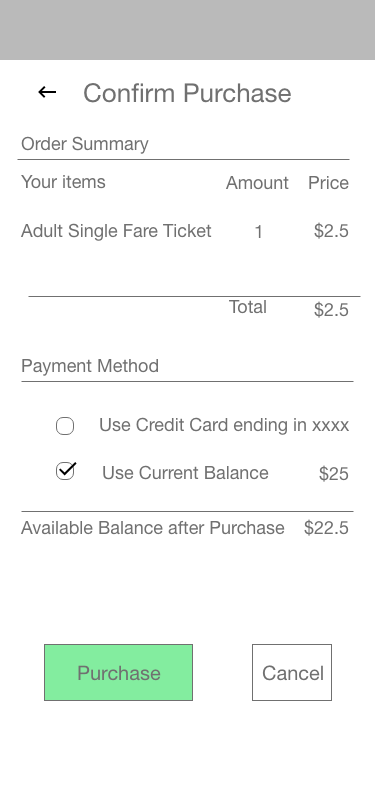 Confirm Purchase
Order Summary
Your items Amount Price
Adult Single Fare Ticket 1 $2.5
Total $2.5
Payment Method
Use Credit Card ending in xxxx
Use Current Balance $25
Available Balance after Purchase $22.5
Purchase Cancel